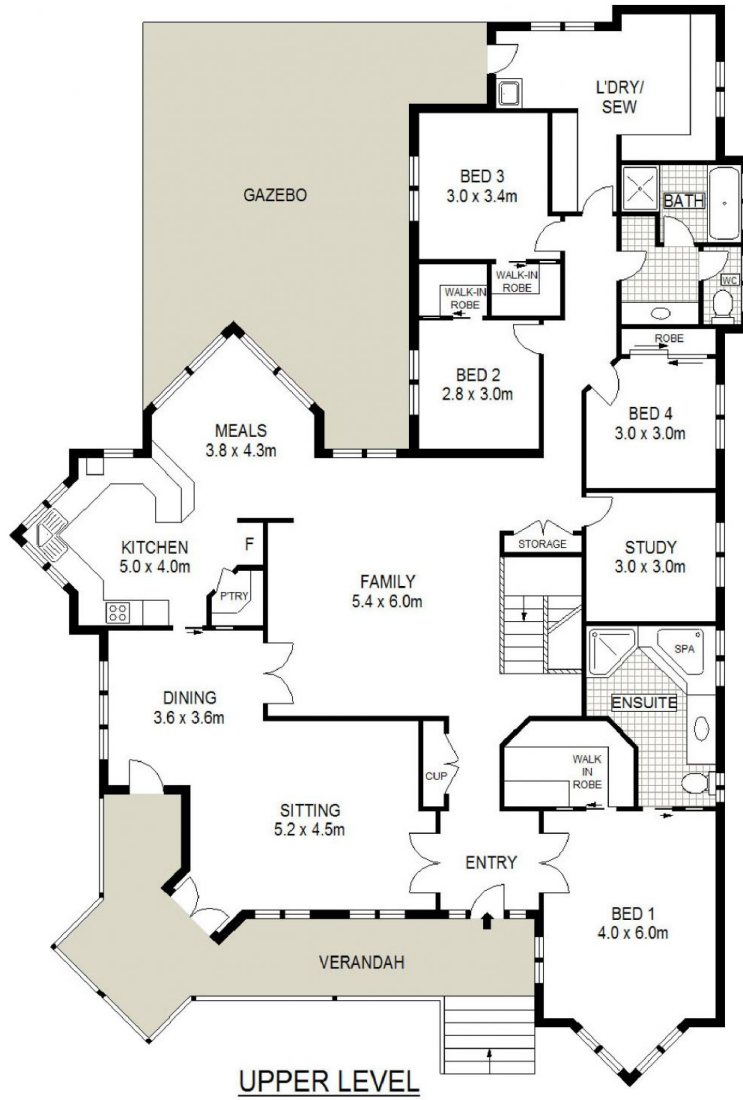 L'DRY/
SEW
BED 3
3.0 x 3.4m
GAZEBO
BATH
WALK-IN
ROBE
WALK-IN
ROBE
WC
ROBE
BED 2
2.8 x 3.0m
BED 4
3.0 x 3.0m
MEALS
3.8 x 4.3m
KITCHEN
5.0 x 4.0m
F
P'TRY
STORAGE
STUDY
3.0 x 3.0m
FAMILY
5.4 x 6.0m
SPA
ENSUITE
DINING
3.6 x 3.6m
CUP
WALK
IN
ROBE
SITTING
5.2 x 4.5m
ENTRY
BED 1
4.0 x 6.0m
VERANDAH
UPPER LEVEL